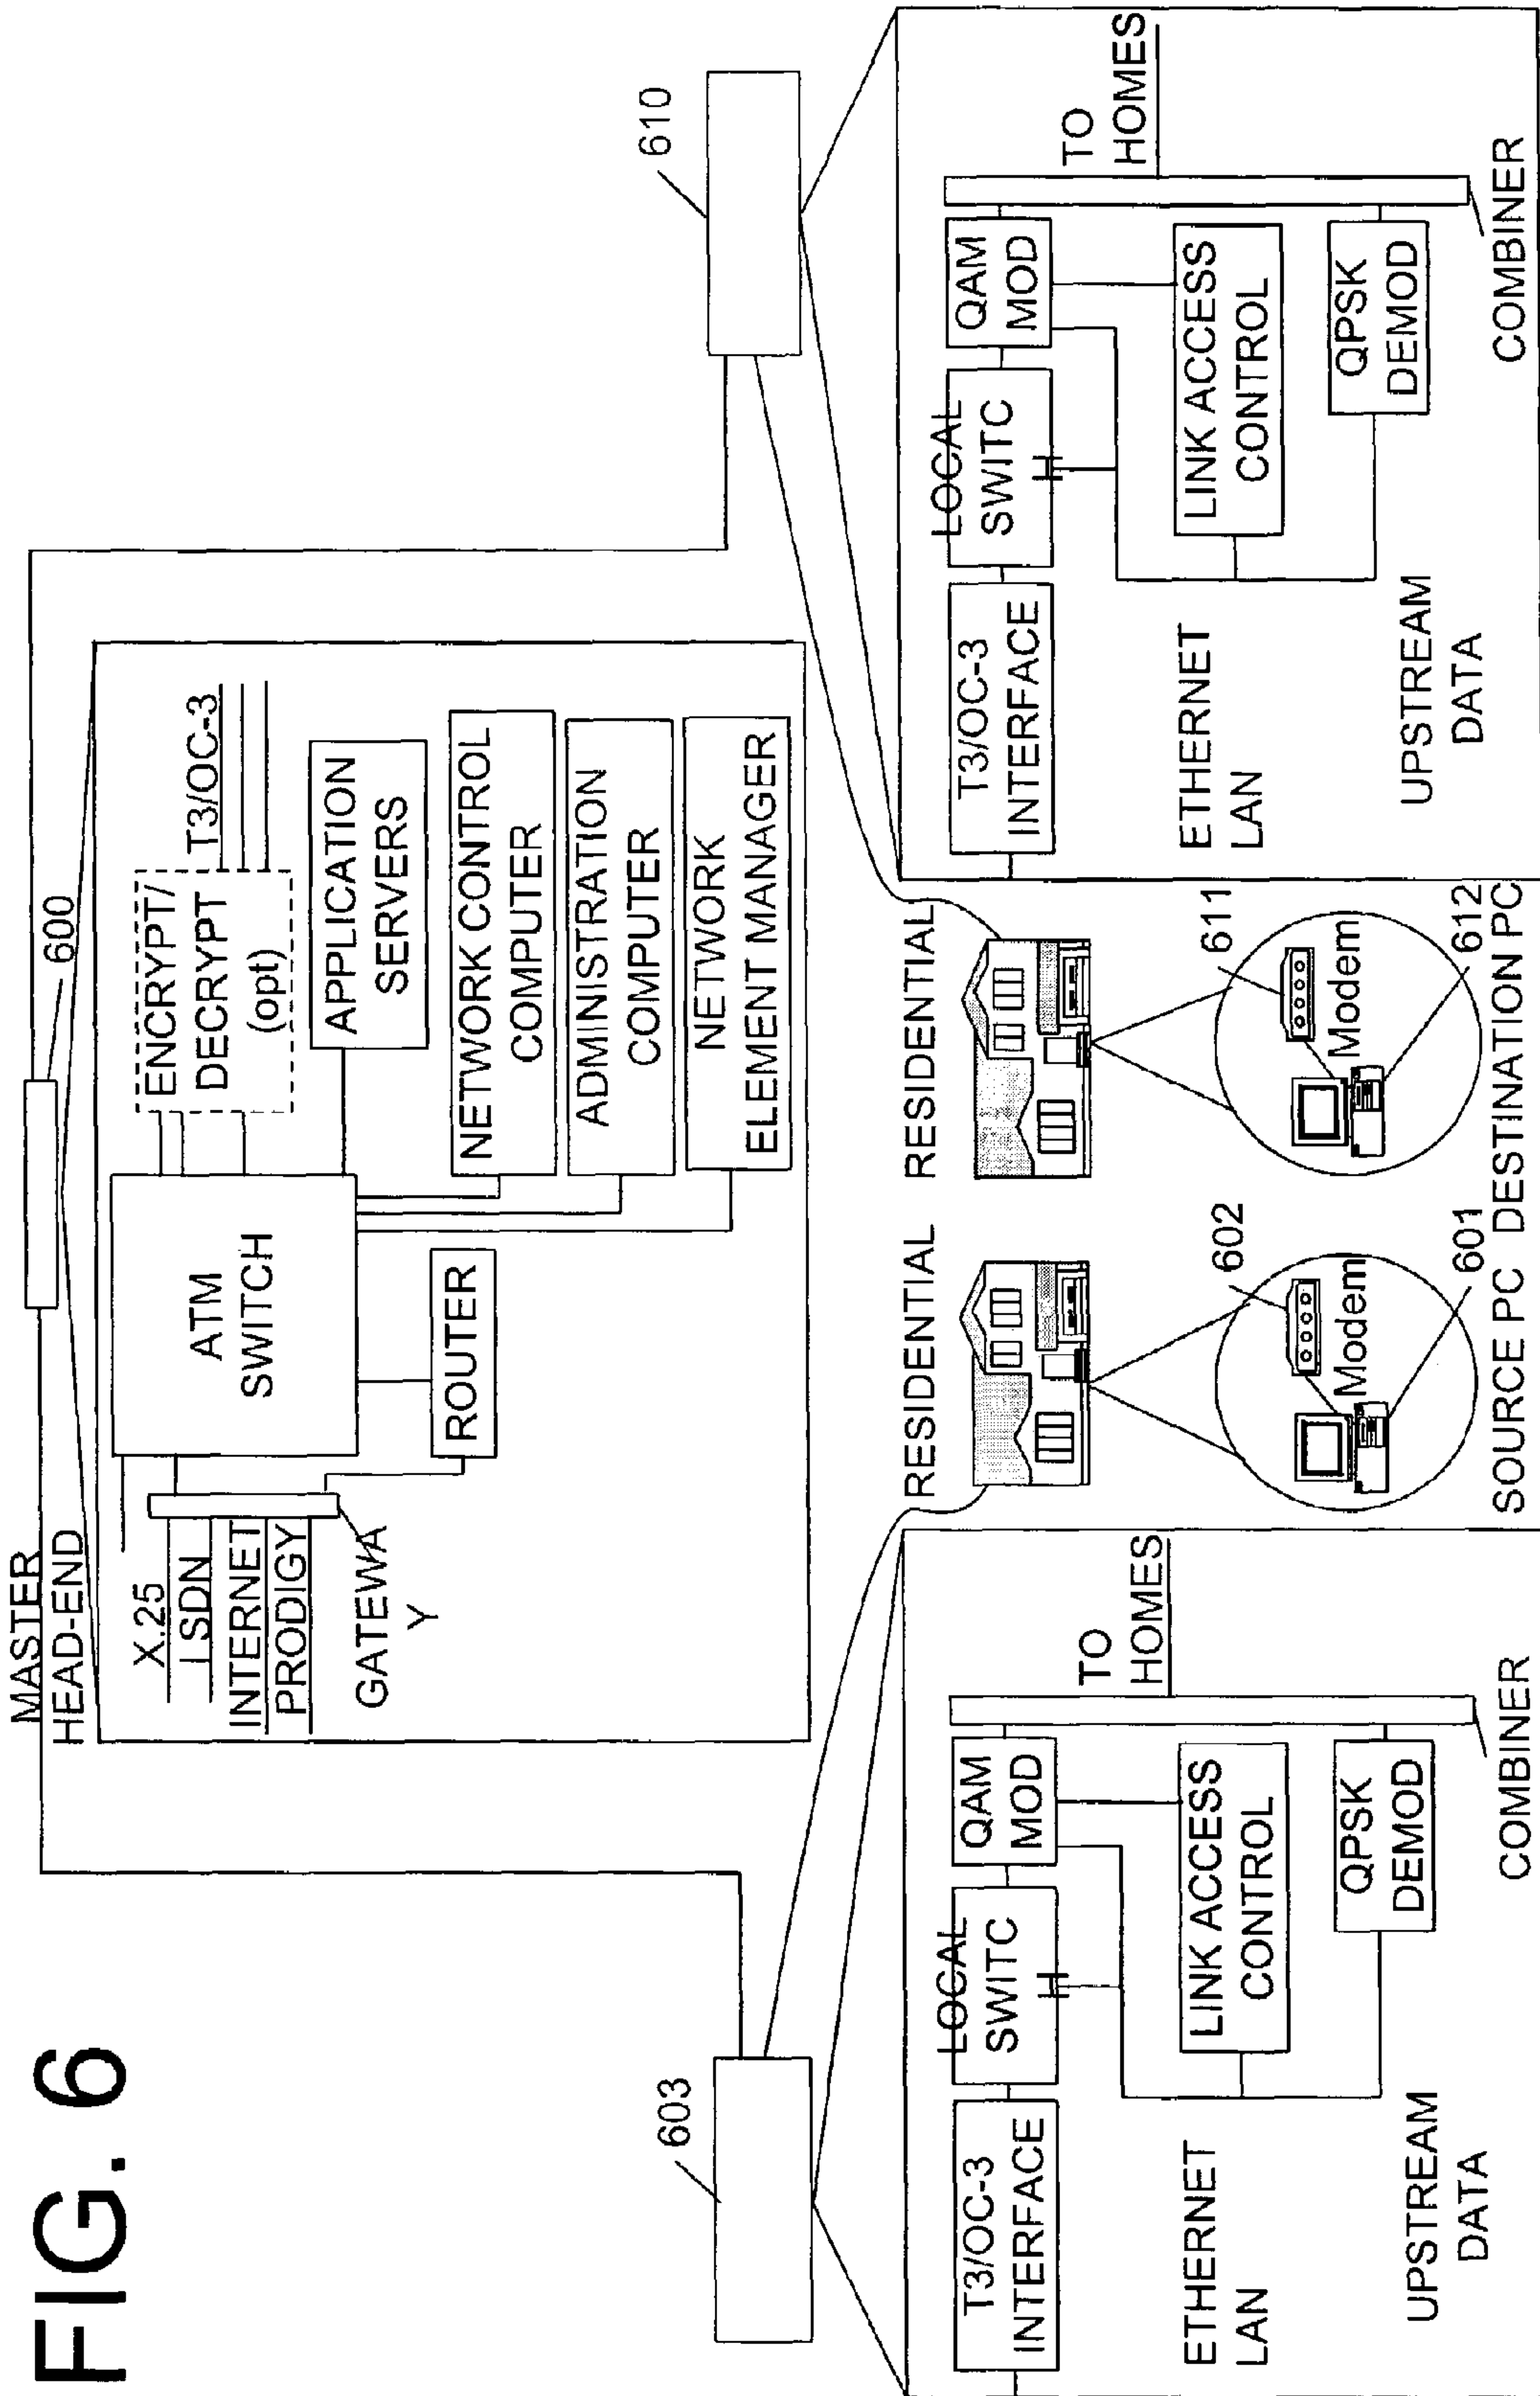 FIG. 6
MASTER
HEAD-END
600
X.25
ISDN
INTERNET
PRODIGY
GATEWA
Y
ATM
SWITCH
ROUTER
ENCRYPT/
DECRYPT
(opt)
T3/OC-3
APPLICATION
SERVERS
NETWORK CONTROL
COMPUTER
ADMINISTRATION
COMPUTER
NETWORK
ELEMENT MANAGER
603
610
T3/OC-3
INTERFACE
LOCAL
SWITC
H
QAM
MOD
TO
HOMES
ETHERNET
LAN
LINK ACCESS
CONTROL
UPSTREAM
DATA
QPSK
DEMOD
COMBINER
RESIDENTIAL
602
Modem
601
SOURCE PC
RESIDENTIAL
611
Modem
612
DESTINATION PC
T3/OC-3
INTERFACE
LOCAL
SWITC
H
QAM
MOD
TO
HOMES
ETHERNET
LAN
LINK ACCESS
CONTROL
UPSTREAM
DATA
QPSK
DEMOD
COMBINER